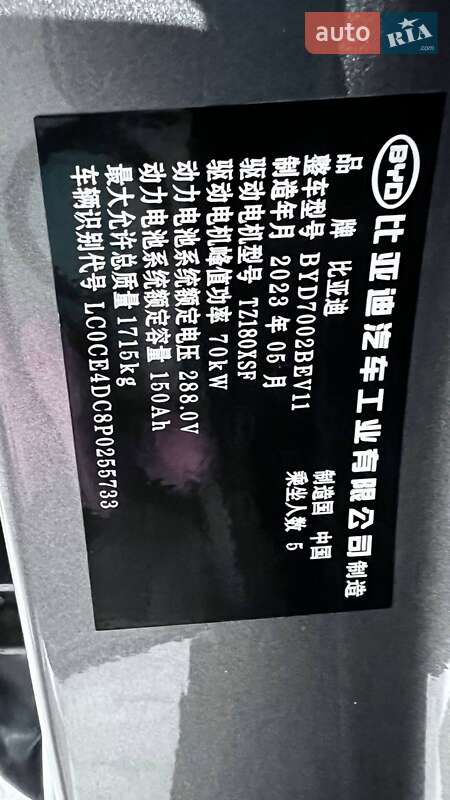 auto RIA .com
BYD 比亚迪汽车工业有限公司 制造
品 牌 比亚迪 制造国 中国
整车型号 BYD7002BEV11 乘坐人数 5
制造年月 2023 年 05 月
驱动电机型号 TZ180XSF
驱动电机峰值功率 70kW
动力电池系统额定电压 288.0V
动力电池系统额定容量 150Ah
最大允许总质量 1715kg
车辆识别代号 LC0CE4DC8P0255733